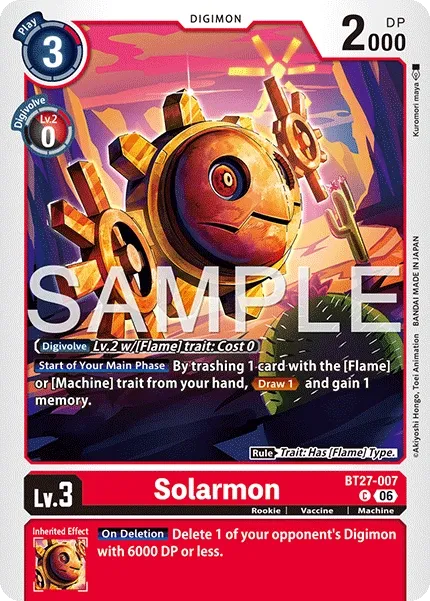 DIGIMON
Play
3
2000
DP
Digivolve
Lv.2
0
Kuromori maya
SAMPLE
Digivolve Lv.2 w/[Flame] trait: Cost 0
Start of Your Main Phase By trashing 1 card with the [Flame]
or [Machine] trait from your hand, Draw 1 and gain 1
memory.
Rule Trait: Has [Flame] Type.
©Akiyoshi Hongo, Toei Animation BANDAI MADE IN JAPAN
Lv.3
Solarmon
BT27-007
C 06
Rookie | Vaccine | Machine
Inherited Effect
On Deletion Delete 1 of your opponent's Digimon
with 6000 DP or less.